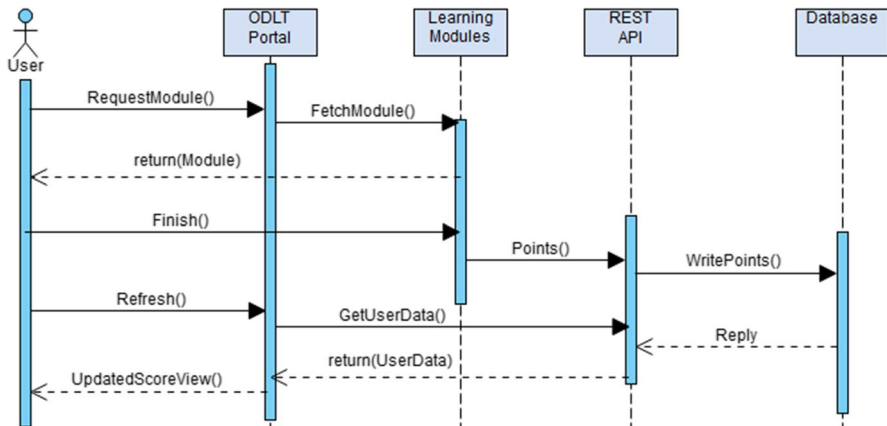 ODLT
Portal
Learning
Modules
REST
API
Database
User
RequestModule()
FetchModule()
return(Module)
Finish()
Points()
WritePoints()
Refresh()
GetUserData()
Reply
return(UserData)
UpdatedScoreView()